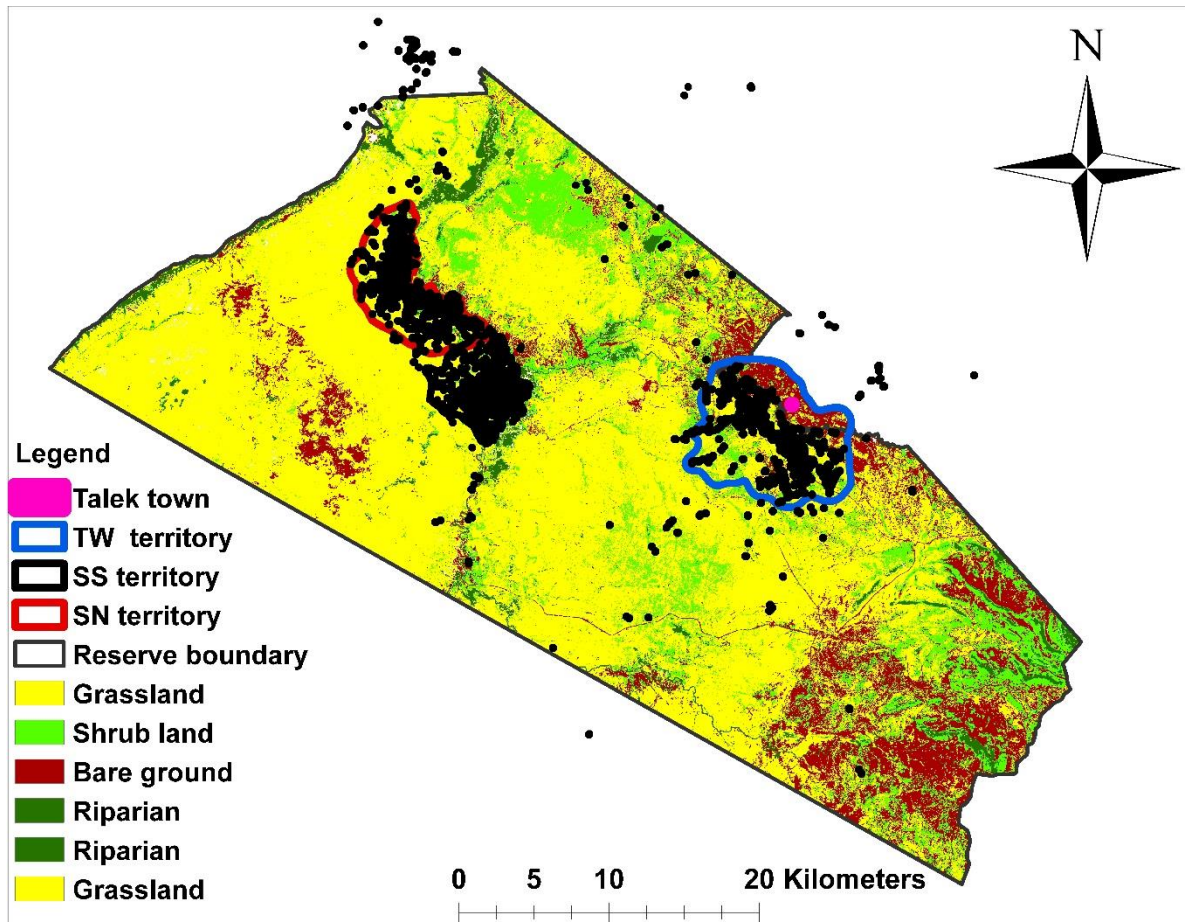 N
Legend
Talek town
TW territory
SS territory
SN territory
Reserve boundary
Grassland
Shrub land
Bare ground
Riparian
Riparian
Grassland
0 5 10 20 Kilometers